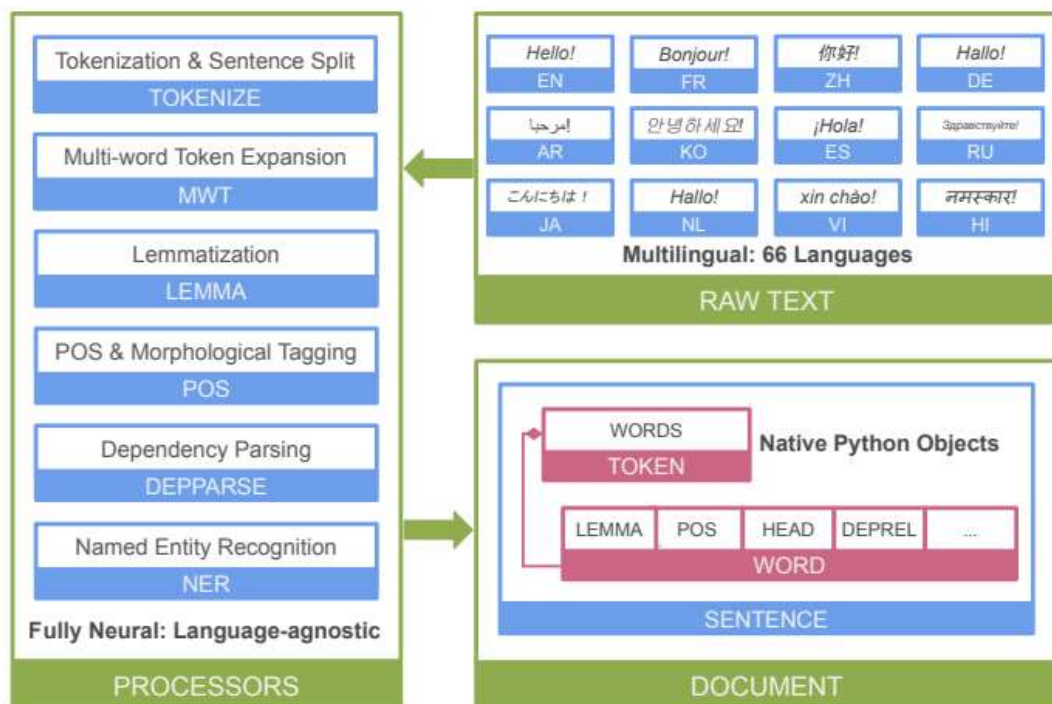 Tokenization & Sentence Split
TOKENIZE
Multi-word Token Expansion
MWT
Lemmatization
LEMMA
POS & Morphological Tagging
POS
Dependency Parsing
DEPPARSE
Named Entity Recognition
NER
Fully Neural: Language-agnostic
PROCESSORS
Hello!
EN
Bonjour!
FR
你好!
ZH
Hallo!
DE
مرحبا!
AR
안녕하세요!
KO
¡Hola!
ES
Здравствуйте!
RU
こんにちは!
JA
Hallo!
NL
xin chào!
VI
नमस्कार!
HI
Multilingual: 66 Languages
RAW TEXT
WORDS
TOKEN
Native Python Objects
LEMMA
POS
HEAD
DEPREL
...
WORD
SENTENCE
DOCUMENT